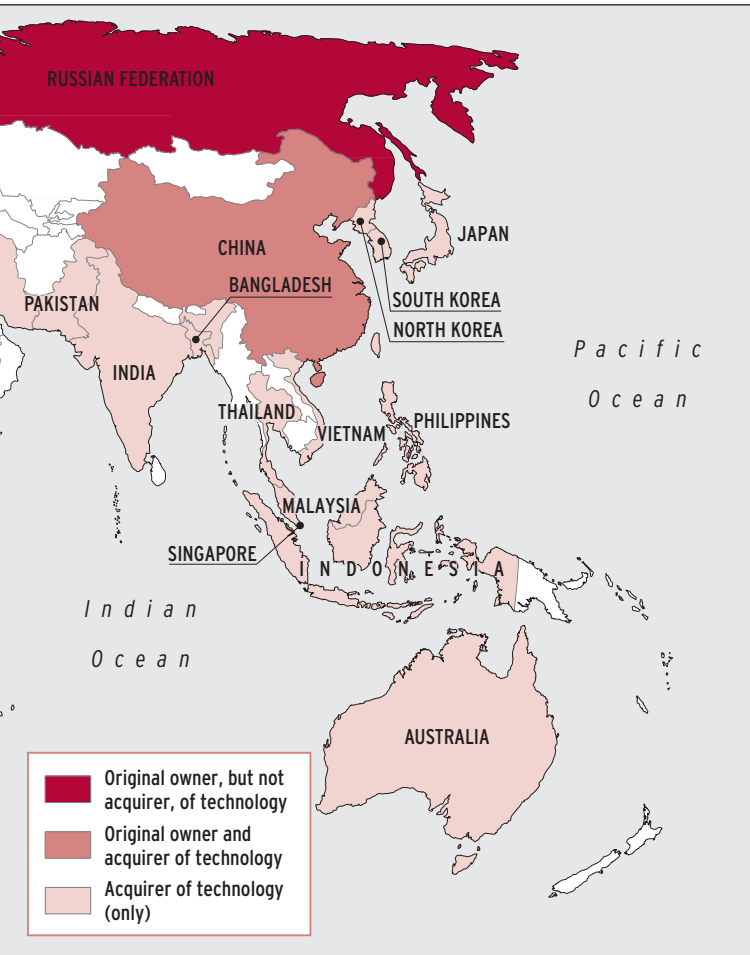 RUSSIAN FEDERATION
JAPAN
CHINA
BANGLADESH
PAKISTAN
SOUTH KOREA
NORTH KOREA
Pacific
Ocean
INDIA
THAILAND
PHILIPPINES
VIETNAM
MALAYSIA
SINGAPORE
INDONESIA
Indian
Ocean
AUSTRALIA
Original owner, but not
acquirer, of technology
Original owner and
acquirer of technology
Acquirer of technology
(only)